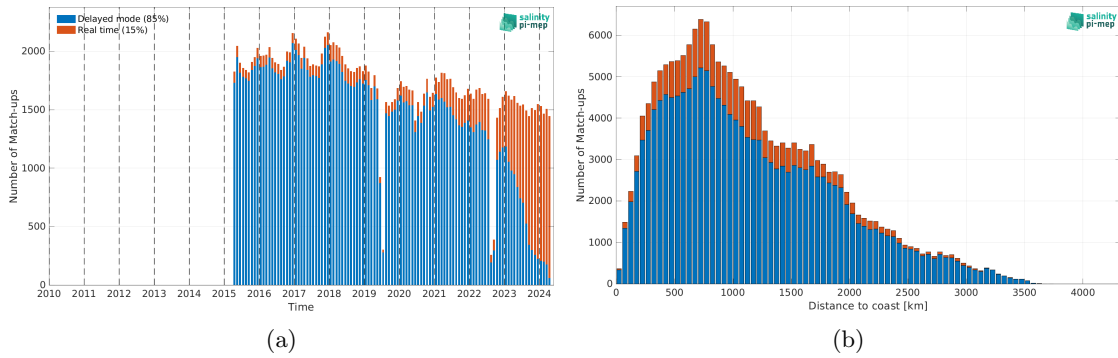 Delayed mode (85%)
Real time (15%)
salinity
pi-mep
Number of Match-ups
2000
1500
1000
500
0
2010 2011 2012 2013 2014 2015 2016 2017 2018 2019 2020 2021 2022 2023 2024
Time
(a)
salinity
pi-mep
Number of Match-ups
6000
5000
4000
3000
2000
1000
0
0 500 1000 1500 2000 2500 3000 3500 4000
Distance to coast [km]
(b)